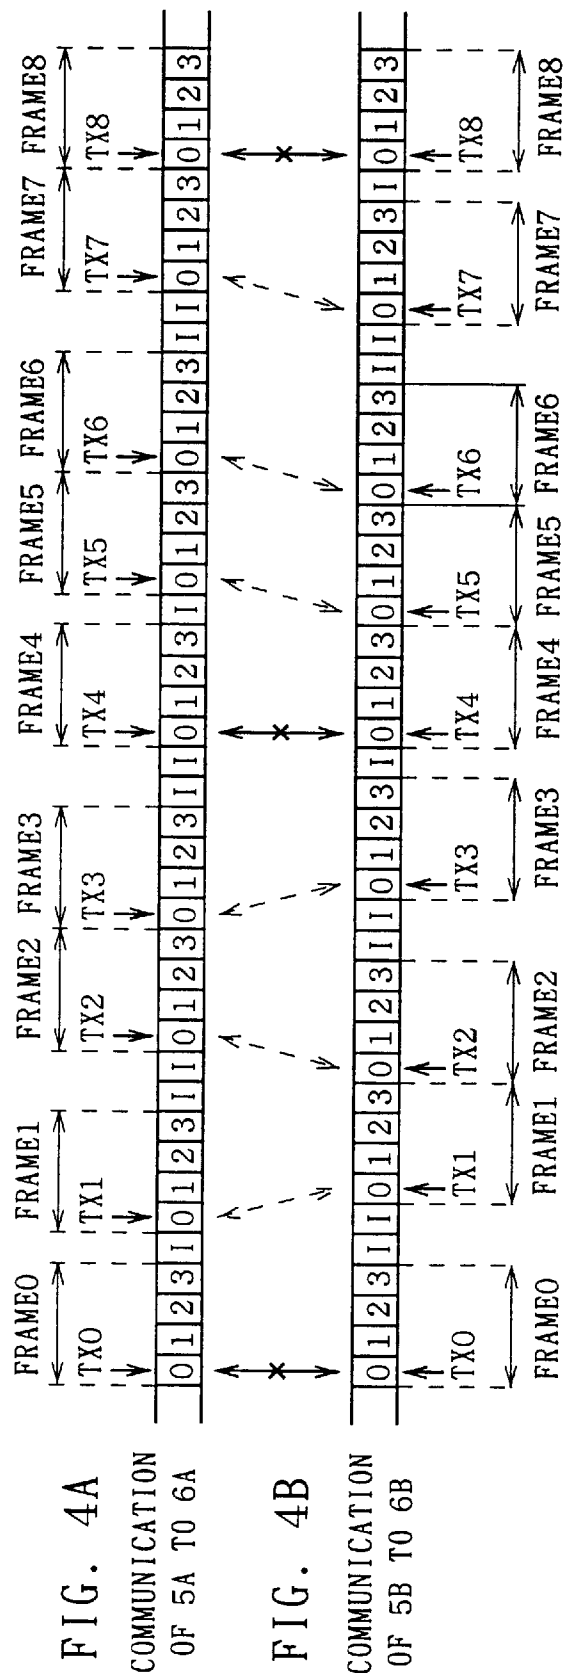 FRAME0 FRAME1 FRAME2 FRAME3 FRAME4 FRAME5 FRAME6 FRAME7 FRAME8
FIG. 4A
TX0 TX1 TX2 TX3 TX4 TX5 TX6 TX7 TX8
COMMUNICATION
OF 5A TO 6A
0 1 2 3 I 0 1 2 3 I I 0 1 2 3 0 1 2 3 I I 0 1 2 3 I 0 1 2 3 0 1 2 3 I I 0 1 2 3 0 1 2 3
FIG. 4B
COMMUNICATION
OF 5B TO 6B
0 1 2 3 I I 0 1 2 3 0 1 2 3 I I 0 1 2 3 I 0 1 2 3 0 1 2 3 0 1 2 3 I I 0 1 2 3 I 0 1 2 3
TX0 TX1 TX2 TX3 TX4 TX5 TX6 TX7 TX8
FRAME0 FRAME1 FRAME2 FRAME3 FRAME4 FRAME5 FRAME6 FRAME7 FRAME8